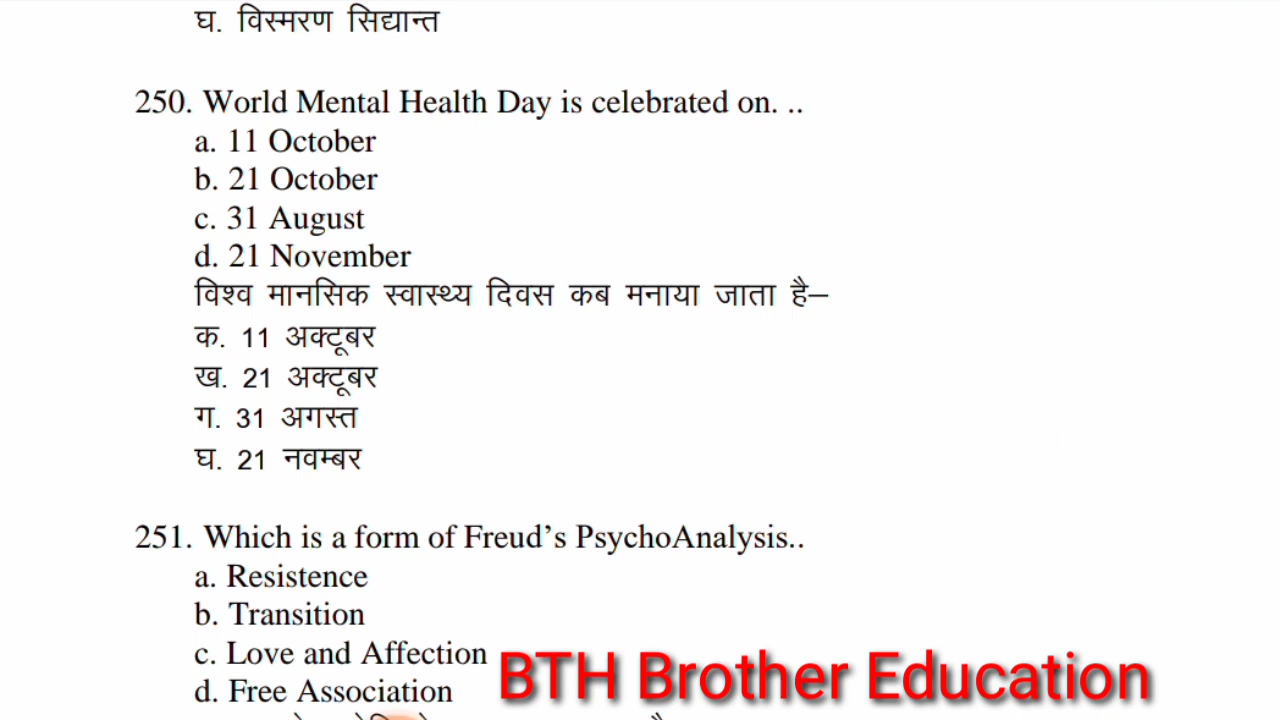 घ. विस्मरण सिद्यान्त
250. World Mental Health Day is celebrated on. ..
a. 11 October
b. 21 October
c. 31 August
d. 21 November
विश्व मानसिक स्वास्थ्य दिवस कब मनाया जाता है–
क. 11 अक्टूबर
ख. 21 अक्टूबर
ग. 31 अगस्त
घ. 21 नवम्बर
251. Which is a form of Freud’s PsychoAnalysis..
a. Resistence
b. Transition
c. Love and Affection
d. Free Association
BTH Brother Education